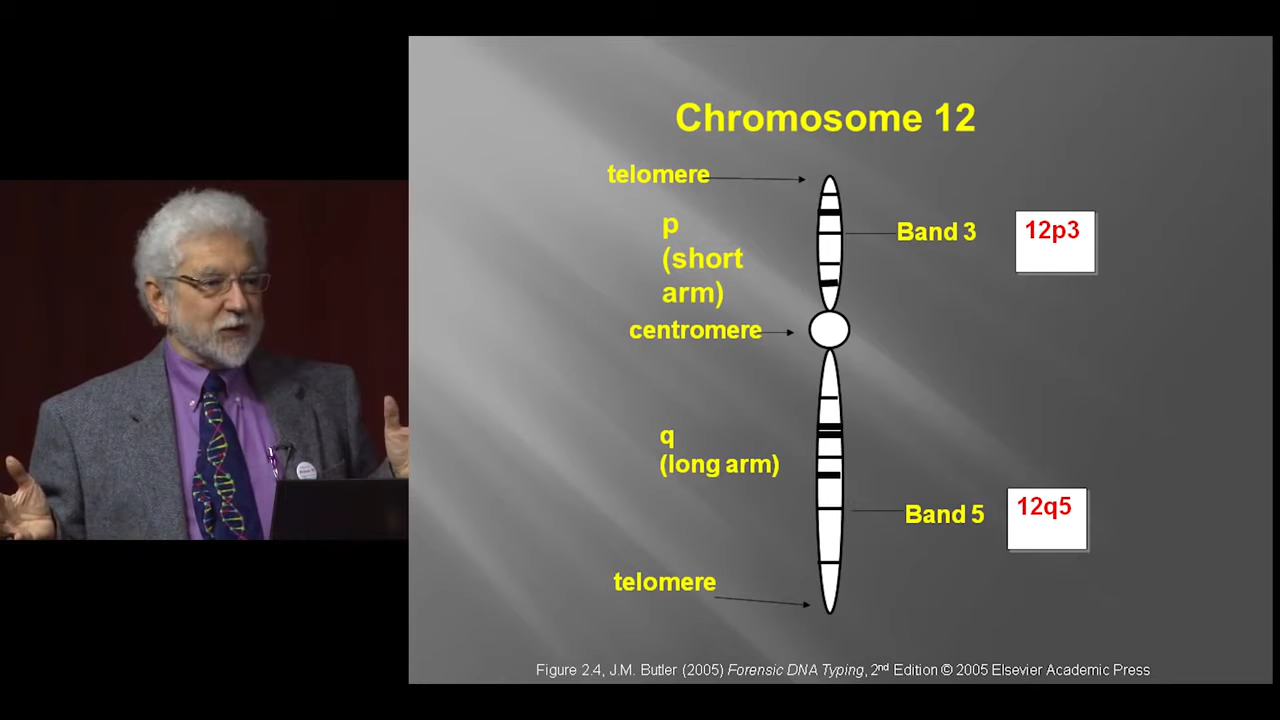 Chromosome 12
telomere
p
(short
arm)
Band 3
12p3
centromere
q
(long arm)
Band 5
12q5
telomere
Figure 2.4, J.M. Butler (2005) Forensic DNA Typing, 2nd Edition © 2005 Elsevier Academic Press